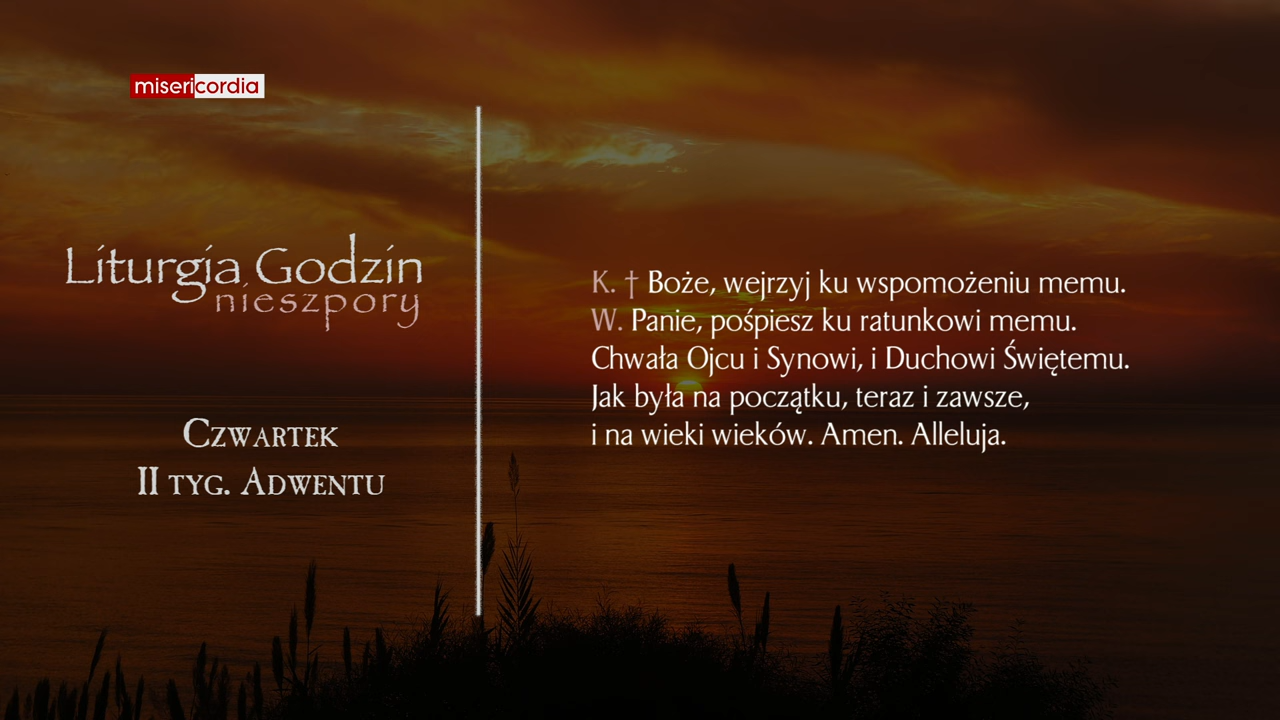 misericordia
Liturgia Godzin
nieszpory
Czwartek
II tyg. Adwentu
K. † Boże, wejrzyj ku wspomożeniu memu.
W. Panie, pośpiesz ku ratunkowi memu.
Chwała Ojcu i Synowi, i Duchowi Świętemu.
Jak była na początku, teraz i zawsze,
i na wieki wieków. Amen. Alleluja.